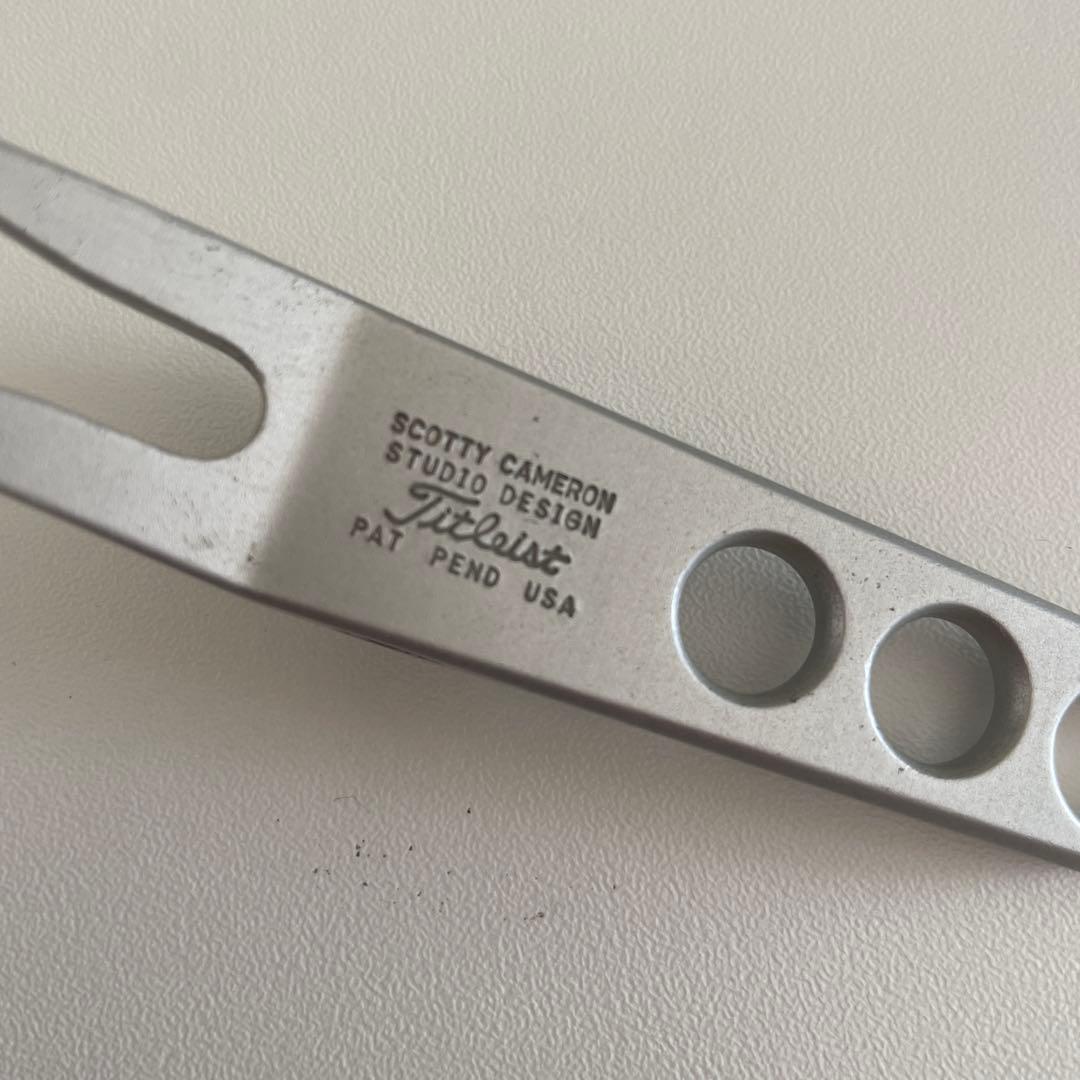 SCOTTY CAMERON
STUDIO DESIGN
Titleist
PAT PEND USA